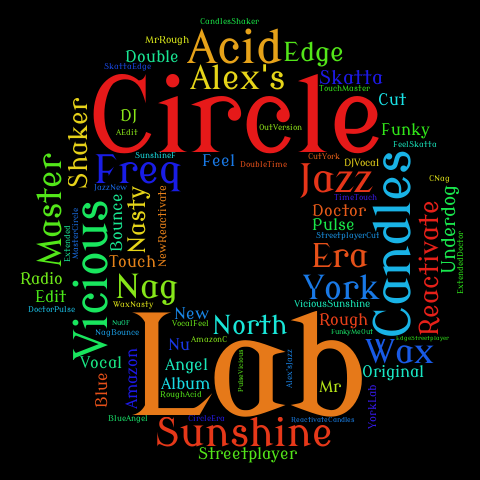 CandlesShaker
MrRough
Acid
Edge
Double
SkattaEdge
Alex's
Skatta
TouchMaster
Circle
Cut
Shaker
DJ
AEdit
OutVersion
Funky
FeelSkatta
SunshineF
Feel
DoubleTime
CutYork
DJVocal
Master
Freq
Jazz
Candles
CNag
JazzNew
TimeTouch
Vicious
Bounce
Nasty
NewReactivate
Doctor
Pulse
StreetplayerCut
Reactivate
Underdog
ExtendedDoctor
Extended
MasterCircle
Touch
Era
Radio
Edit
Nag
York
DoctorPulse
WaxNasty
ViciousSunshine
New
North
Rough
NuOf
VocalFeel
FunkyMeOut
NagBounce
Lab
EdgeStreetplayer
Nu
AmazonC
Wax
Vocal
Amazon
Angel
PulseVicious
Alex'sJazz
Original
Blue
Album
Mr
RoughAcid
YorkLab
BlueAngel
CircleEra
ReactivateCandles
Sunshine
Streetplayer